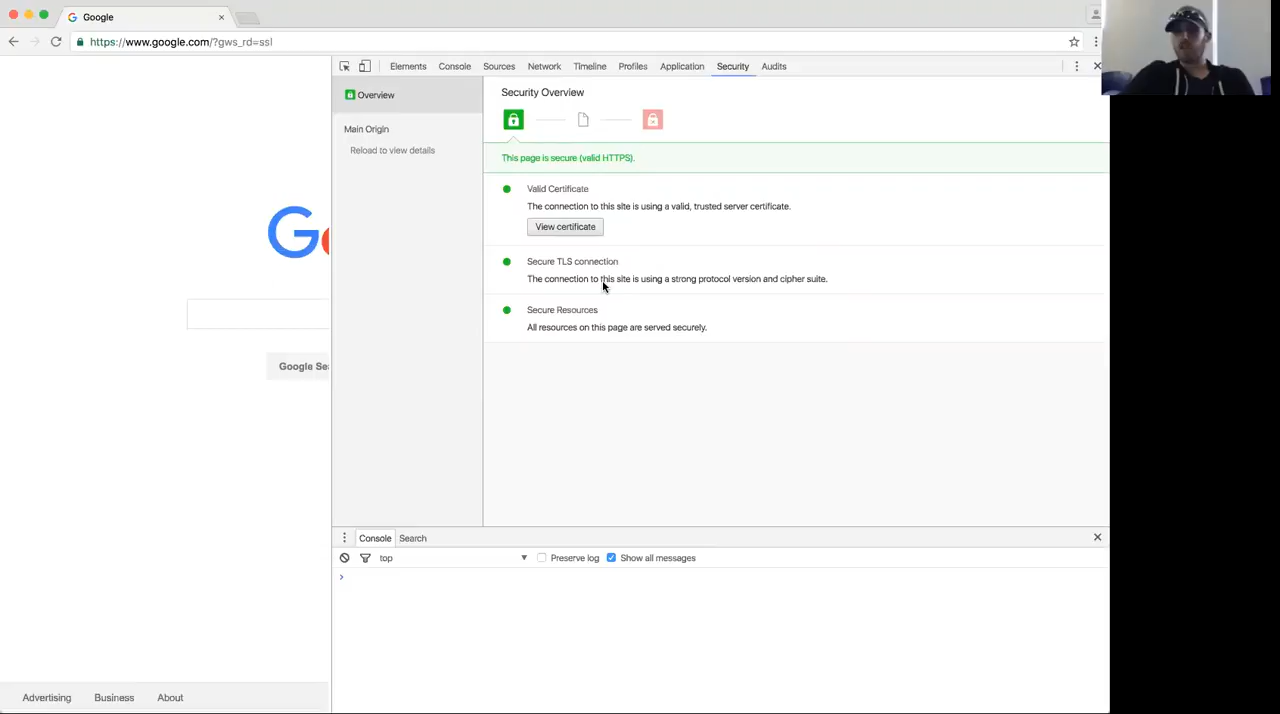 Google
https://www.google.com/?gws_rd=ssl
Elements Console Sources Network Timeline Profiles Application Security Audits
Overview
Main Origin
Reload to view details
Security Overview
This page is secure (valid HTTPS).
Valid Certificate
The connection to this site is using a valid, trusted server certificate.
View certificate
Secure TLS connection
The connection to this site is using a strong protocol version and cipher suite.
Secure Resources
All resources on this page are served securely.
Go
Google Se
Advertising Business About
Console Search
top Preserve log Show all messages